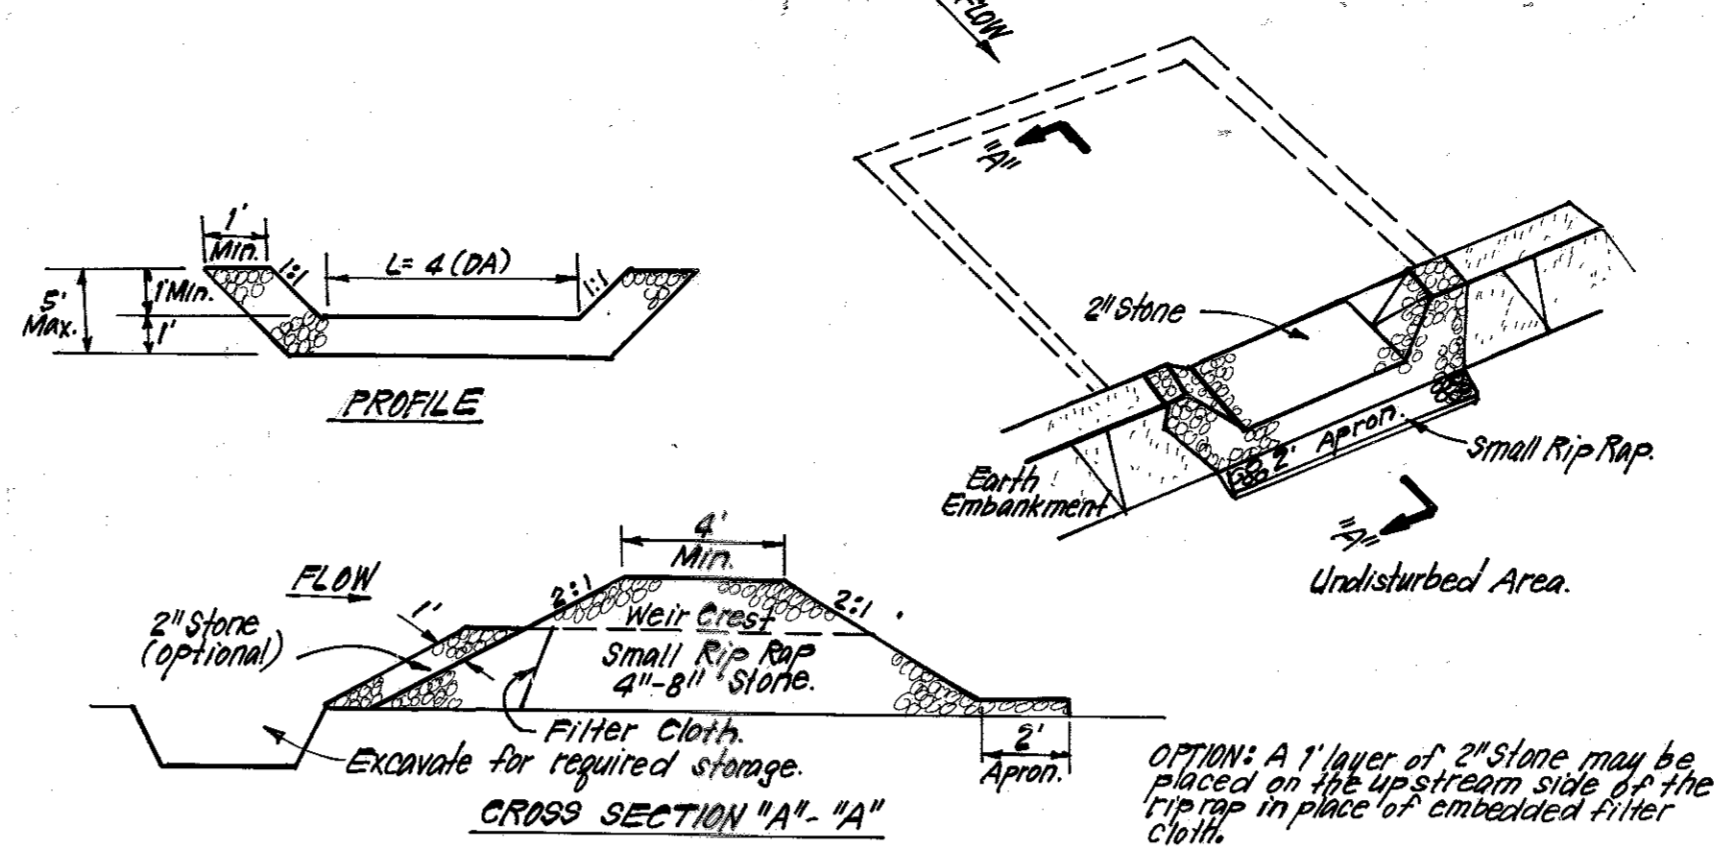 FLOW
"A"
1'
Min.
1:1
L= 4 (DA)
1:1
5'
Max.
1' Min.
1'
PROFILE
2" Stone
Apron.
2'
Small Rip Rap.
Earth
Embankment
"A"
Undisturbed Area.
4'
Min.
FLOW
2:1
2:1
1'
2" Stone
(optional)
Weir Crest
Small Rip Rap
4"-8" Stone.
Filter Cloth.
Excavate for required storage.
2'
Apron.
CROSS SECTION "A"- "A"
OPTION: A 1' layer of 2" Stone may be
placed on the upstream side of the
riprap in place of embedded filter
cloth.